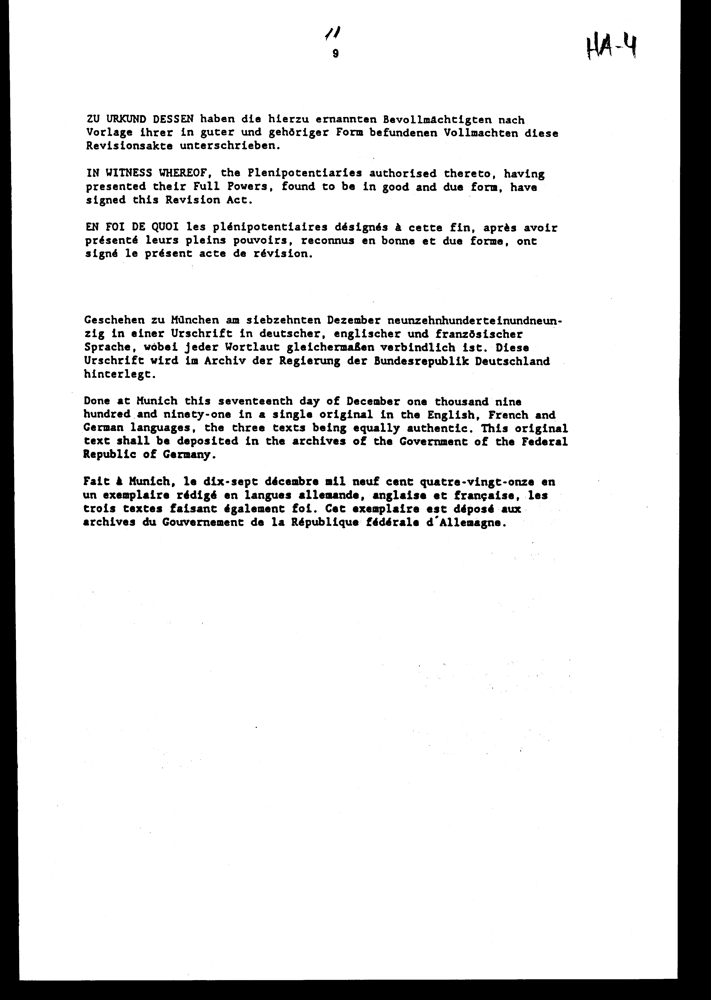 11
HA-4
9
ZU URKUND DESSEN haben die hierzu ernannten Bevollmächtigten nach
Vorlage ihrer in guter und gehöriger Form befundenen Vollmachten diese
Revisionsakte unterschrieben.
IN WITNESS WHEREOF, the Plenipotentiaries authorised thereto, having
presented their Full Powers, found to be in good and due form, have
signed this Revision Act.
EN FOI DE QUOI les plénipotentiaires désignés à cette fin, après avoir
présenté leurs pleins pouvoirs, reconnus en bonne et due forme, ont
signé le présent acte de révision.
Geschehen zu München am siebzehnten Dezember neunzehnhunderteinundneun-
zig in einer Urschrift in deutscher, englischer und französischer
Sprache, wobei jeder Wortlaut gleichermaßen verbindlich ist. Diese
Urschrift wird im Archiv der Regierung der Bundesrepublik Deutschland
hinterlegt.
Done at Munich this seventeenth day of December one thousand nine
hundred and ninety-one in a single original in the English, French and
German languages, the three texts being equally authentic. This original
text shall be deposited in the archives of the Government of the Federal
Republic of Germany.
Fait à Munich, le dix-sept décembre mil neuf cent quatre-vingt-onze en
un exemplaire rédigé en langues allemande, anglaise et française, les
trois textes faisant également foi. Cet exemplaire est déposé aux
archives du Gouvernement de la République fédérale d´Allemagne.